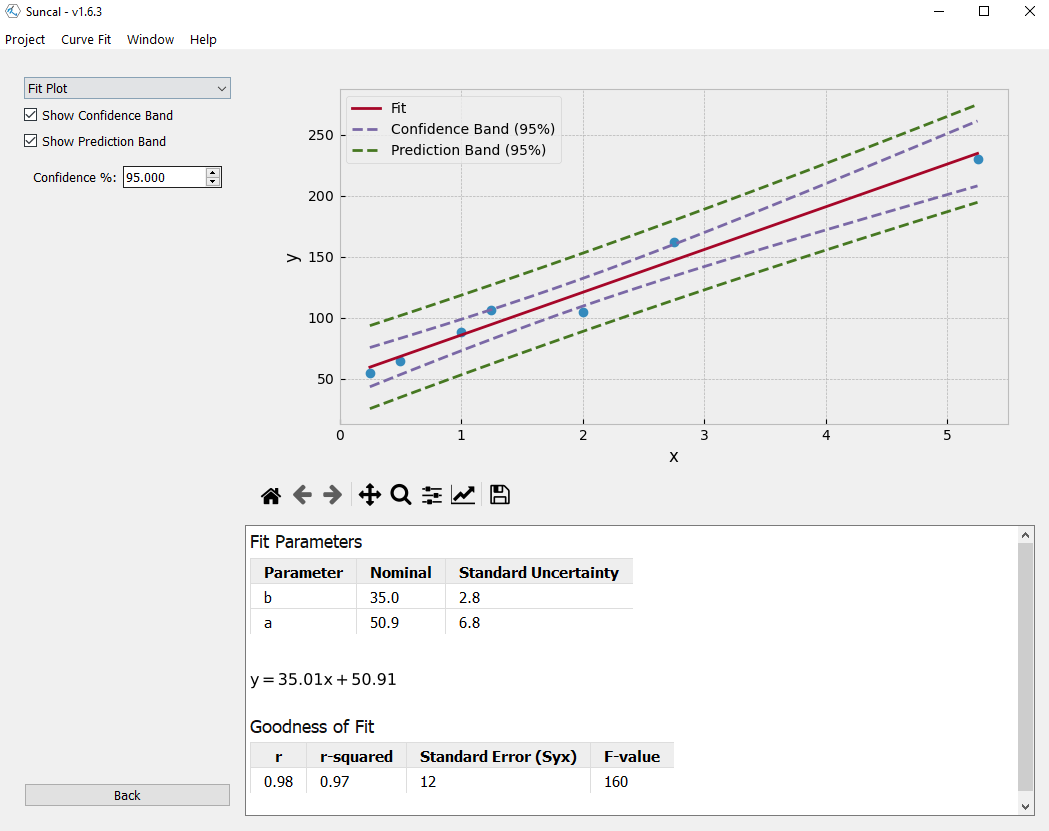 Suncal - v1.6.3
Project Curve Fit Window Help
Fit Plot
Show Confidence Band
Show Prediction Band
Confidence %: 95.000
Fit
Confidence Band (95%)
Prediction Band (95%)
250
200
150
100
50
y
0 1 2 3 4 5
x
Fit Parameters
Parameter Nominal Standard Uncertainty
b 35.0 2.8
a 50.9 6.8
y = 35.01x + 50.91
Goodness of Fit
r r-squared Standard Error (Syx) F-value
0.98 0.97 12 160
Back